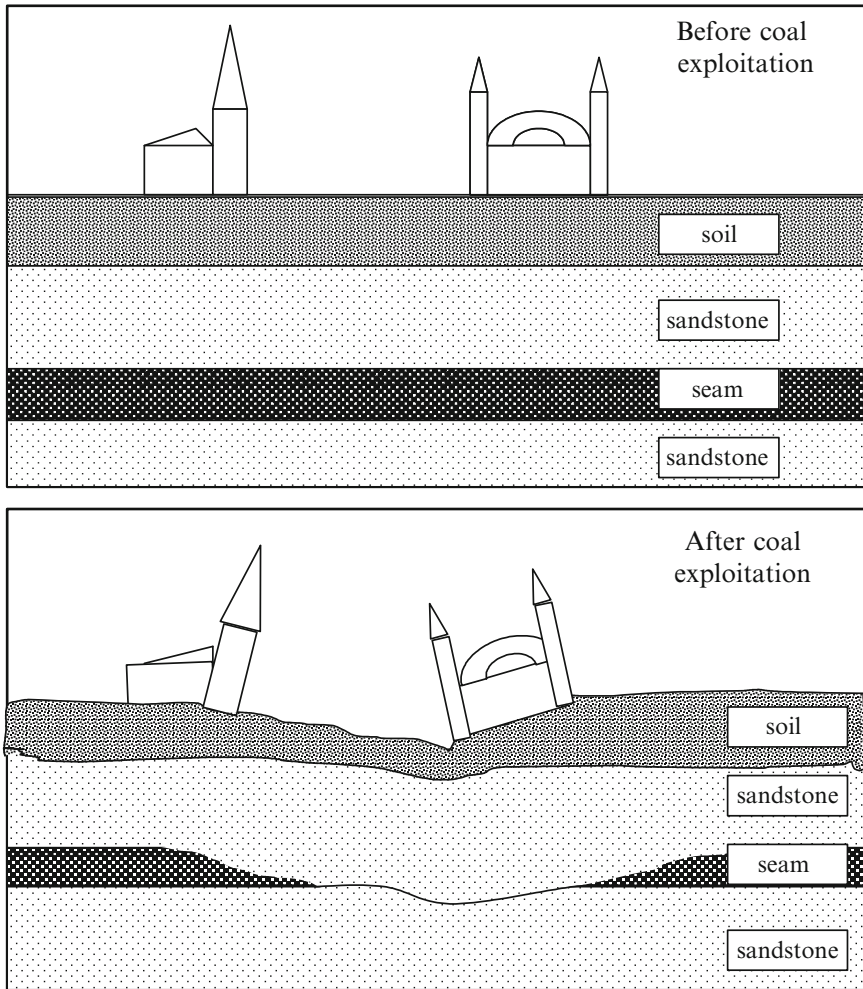 Before coal
exploitation
soil
sandstone
seam
sandstone
After coal
exploitation
soil
sandstone
seam
sandstone